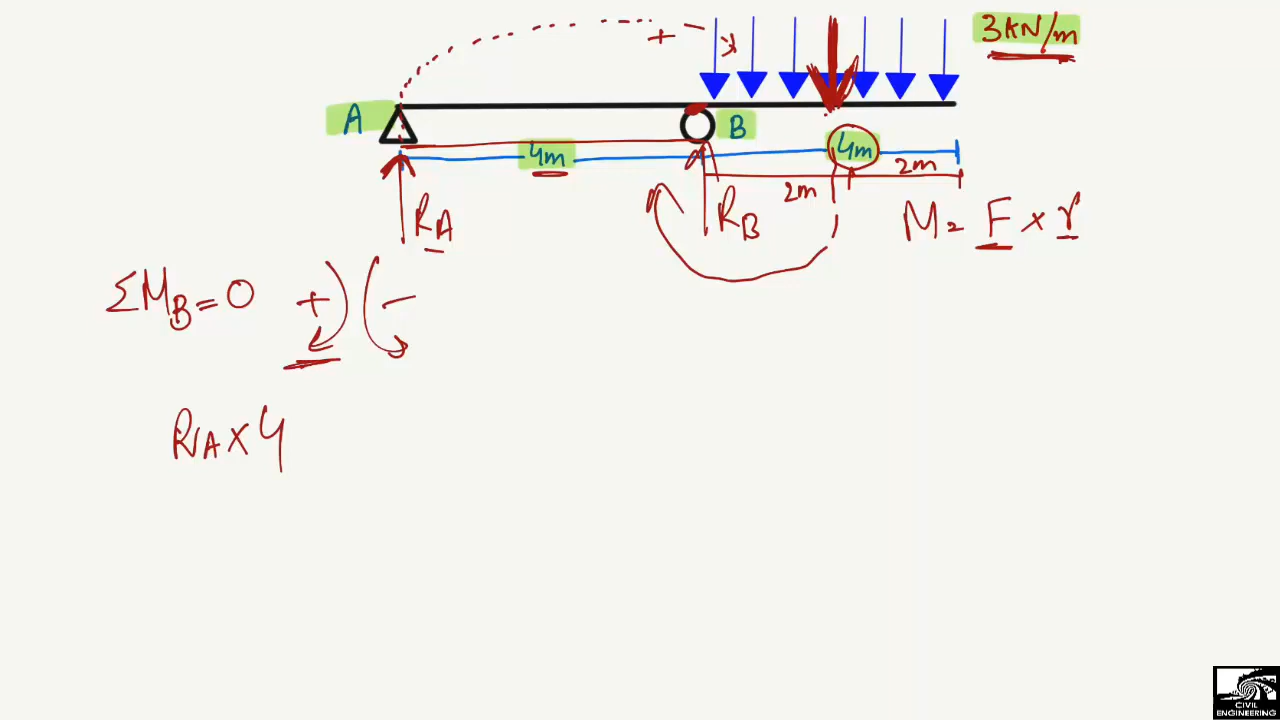 + 3kN/m
A B
4m 4m
2m 2m
RA RB M= F × r
ΣMB=0 + −
RA×4
CIVIL
ENGINEERING